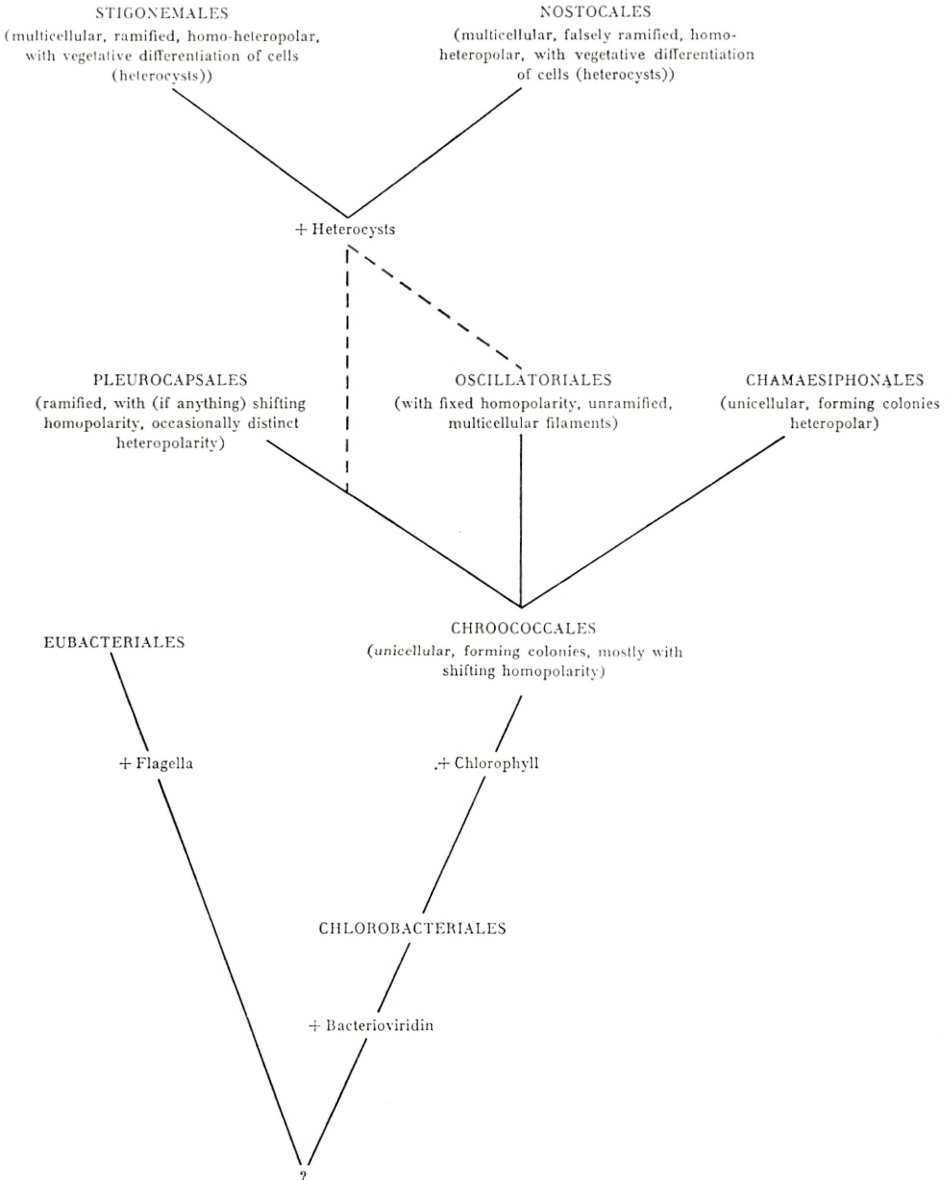 STIGONEMALES
(multicellular, ramified, homo-heteropolar,
with vegetative differentiation of cells
(heterocysts))
NOSTOCALES
(multicellular, falsely ramified, homo-
heteropolar, with vegetative differentiation
of cells (heterocysts))
+ Heterocysts
PLEUROCAPSALES
(ramified, with (if anything) shifting
homopolarity, occasionally distinct
heteropolarity)
OSCILLATORIALES
(with fixed homopolarity, unramified,
multicellular filaments)
CHAMAESIPHONALES
(unicellular, forming colonies
heteropolar)
CHROOCOCCALES
(unicellular, forming colonies, mostly with
shifting homopolarity)
EUBACTERIALES
+ Flagella
+ Chlorophyll
CHLOROBACTERIALES
+ Bacterioviridin
?